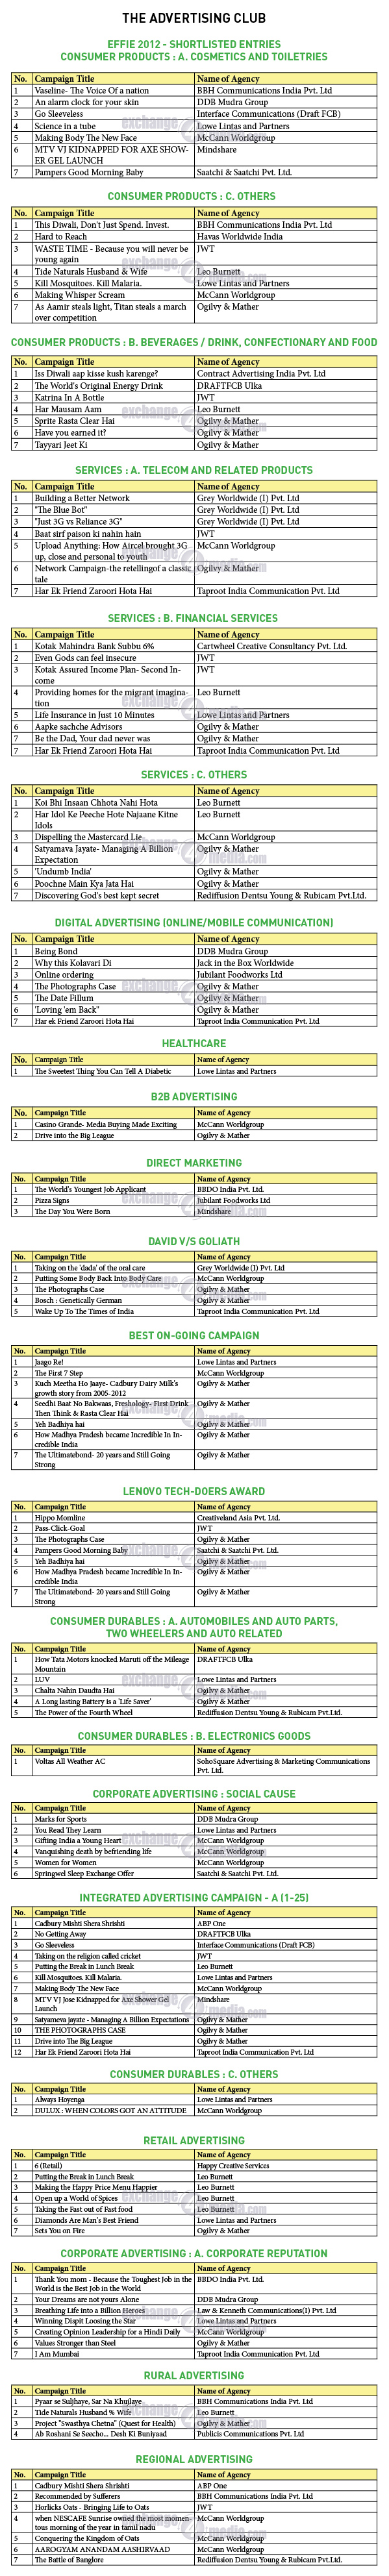 THE ADVERTISING CLUB
EFFIE 2012 - SHORTLISTED ENTRIES
CONSUMER PRODUCTS : A. COSMETICS AND TOILETRIES
No. Campaign Title Name of Agency
1 Vaseline- The Voice Of a nation BBH Communications India Pvt. Ltd
2 An alarm clock for your skin DDB Mudra Group
3 Go Sleeveless Interface Communications (Draft FCB)
4 Science in a tube Lowe Lintas and Partners
5 Making Body The New Face McCann Worldgroup
6 MTV VJ KIDNAPPED FOR AXE SHOW- Mindshare
ER GEL LAUNCH
7 Pampers Good Morning Baby Saatchi & Saatchi Pvt. Ltd.
CONSUMER PRODUCTS : C. OTHERS
No. Campaign Title Name of Agency
1 This Diwali, Don't Just Spend. Invest. BBH Communications India Pvt. Ltd
2 Hard to Reach Havas Worldwide India
3 WASTE TIME - Because you will never be JWT
young again
4 Tide Naturals Husband & Wife Leo Burnett
5 Kill Mosquitoes. Kill Malaria. Lowe Lintas and Partners
6 Making Whisper Scream McCann Worldgroup
7 As Aamir steals light, Titan steals a march Ogilvy & Mather
over competition
CONSUMER PRODUCTS : B. BEVERAGES / DRINK, CONFECTIONARY AND FOOD
No. Campaign Title Name of Agency
1 Iss Diwali aap kisse kush karenge? Contract Advertising India Pvt. Ltd
2 The World's Original Energy Drink DRAFTFCB Ulka
3 Katrina In A Bottle JWT
4 Har Mausam Aam Leo Burnett
5 Sprite Rasta Clear Hai Ogilvy & Mather
6 Have you earned it? Ogilvy & Mather
7 Tayyari Jeet Ki Ogilvy & Mather
SERVICES : A. TELECOM AND RELATED PRODUCTS
No. Campaign Title Name of Agency
1 Building a Better Network Grey Worldwide (I) Pvt. Ltd
2 "The Blue Bot" Grey Worldwide (I) Pvt. Ltd
3 "Just 3G vs Reliance 3G" Grey Worldwide (I) Pvt. Ltd
4 Baat sirf paison ki nahin hain JWT
5 Upload Anything: How Aircel brought 3G McCann Worldgroup
up, close and personal to youth
6 Network Campaign-the retellingof a classic Ogilvy & Mather
tale
7 Har Ek Friend Zaroori Hota Hai Taproot India Communication Pvt. Ltd
SERVICES : B. FINANCIAL SERVICES
No. Campaign Title Name of Agency
1 Kotak Mahindra Bank Subbu 6% Cartwheel Creative Consultancy Pvt. Ltd.
2 Even Gods can feel insecure JWT
3 Kotak Assured Income Plan- Second In- JWT
come
4 Providing homes for the migrant imagina- Leo Burnett
tion
5 Life Insurance in Just 10 Minutes Lowe Lintas and Partners
6 Aapke sachche Advisors Ogilvy & Mather
7 Be the Dad, Your dad never was Ogilvy & Mather
7 Har Ek Friend Zaroori Hota Hai Taproot India Communication Pvt. Ltd
SERVICES : C. OTHERS
No. Campaign Title Name of Agency
1 Koi Bhi Insaan Chhota Nahi Hota Leo Burnett
2 Har Idol Ke Peeche Hote Najaane Kitne Leo Burnett
Idols
3 Dispelling the Mastercard Lie McCann Worldgroup
4 Satyamava Jayate- Managing A Billion Ogilvy & Mather
Expectation
5 'Undumb India' Ogilvy & Mather
6 Poochne Main Kya Jata Hai Ogilvy & Mather
7 Discovering God's best kept secret Rediffusion Dentsu Young & Rubicam Pvt.Ltd.
DIGITAL ADVERTISING (ONLINE/MOBILE COMMUNICATION)
No. Campaign Title Name of Agency
1 Being Bond DDB Mudra Group
2 Why this Kolavari Di Jack in the Box Worldwide
3 Online ordering Jubilant Foodworks Ltd
4 The Photographs Case Ogilvy & Mather
5 The Date Fillum Ogilvy & Mather
6 'Loving 'em Back" Ogilvy & Mather
7 Har ek Friend Zaroori Hota Hai Taproot India Communication Pvt. Ltd
HEALTHCARE
No. Campaign Title Name of Agency
1 The Sweetest Thing You Can Tell A Diabetic Lowe Lintas and Partners
B2B ADVERTISING
No. Campaign Title Name of Agency
1 Casino Grande- Media Buying Made Exciting McCann Worldgroup
2 Drive into the Big League Ogilvy & Mather
DIRECT MARKETING
No. Campaign Title Name of Agency
1 The World's Youngest Job Applicant BBDO India Pvt. Ltd.
2 Pizza Signs Jubilant Foodworks Ltd
3 The Day You Were Born Mindshare
DAVID V/S GOLIATH
No. Campaign Title Name of Agency
1 Taking on the 'dada' of the oral care Grey Worldwide (I) Pvt. Ltd
2 Putting Some Body Back Into Body Care McCann Worldgroup
3 The Photographs Case Ogilvy & Mather
4 Bosch : Genetically German Ogilvy & Mather
5 Wake Up To The Times of India Taproot India Communication Pvt. Ltd
BEST ON-GOING CAMPAIGN
No. Campaign Title Name of Agency
1 Jaago Re! Lowe Lintas and Partners
2 The First 7 Step McCann Worldgroup
3 Kuch Meetha Ho Jaaye- Cadbury Dairy Milk's Ogilvy & Mather
growth story from 2005-2012
4 Seedhi Baat No Bakwaas, Freshology- First Drink Ogilvy & Mather
Then Think & Rasta Clear Hai
5 Yeh Badhiya hai Ogilvy & Mather
6 How Madhya Pradesh became Incredible In In- Ogilvy & Mather
credible India
7 The Ultimatebond- 20 years and Still Going Ogilvy & Mather
Strong
LENOVO TECH-DOERS AWARD
No. Campaign Title Name of Agency
1 Hippo Momline Creativeland Asia Pvt. Ltd.
2 Pass-Click-Goal JWT
3 The Photographs Case Ogilvy & Mather
4 Pampers Good Morning Baby Saatchi & Saatchi Pvt. Ltd.
5 Yeh Badhiya hai Ogilvy & Mather
6 How Madhya Pradesh became Incredible In In- Ogilvy & Mather
credible India
7 The Ultimatebond- 20 years and Still Going Ogilvy & Mather
Strong
CONSUMER DURABLES : A. AUTOMOBILES AND AUTO PARTS,
TWO WHEELERS AND AUTO RELATED
No. Campaign Title Name of Agency
1 How Tata Motors knocked Maruti off the Mileage DRAFTFCB Ulka
Mountain
2 LUV Lowe Lintas and Partners
3 Chalta Nahin Daudta Hai Ogilvy & Mather
4 A Long lasting Battery is a 'Life Saver' Ogilvy & Mather
5 The Power of the Fourth Wheel Rediffusion Dentsu Young & Rubicam Pvt.Ltd.
CONSUMER DURABLES : B. ELECTRONICS GOODS
No. Campaign Title Name of Agency
1 Voltas All Weather AC SohoSquare Advertising & Marketing Communications
Pvt. Ltd.
CORPORATE ADVERTISING : SOCIAL CAUSE
No. Campaign Title Name of Agency
1 Marks for Sports DDB Mudra Group
2 You Read They Learn Lowe Lintas and Partners
3 Gifting India a Young Heart McCann Worldgroup
4 Vanquishing death by befriending life McCann Worldgroup
5 Women for Women McCann Worldgroup
6 Springwel Sleep Exchange Offer Saatchi & Saatchi Pvt. Ltd.
INTEGRATED ADVERTISING CAMPAIGN - A (1-25)
No. Campaign Title Name of Agency
1 Cadbury Mishti Shera Shrishti ABP One
2 No Getting Away DRAFTFCB Ulka
3 Go Sleeveless Interface Communications (Draft FCB)
4 Taking on the religion called cricket JWT
5 Putting the Break in Lunch Break Leo Burnett
6 Kill Mosquitoes. Kill Malaria. Lowe Lintas and Partners
7 Making Body The New Face McCann Worldgroup
8 MTV VJ Jose Kidnapped for Axe Shower Gel Mindshare
Launch
9 Satyameva jayate - Managing A Billion Expectations Ogilvy & Mather
10 THE PHOTOGRAPHS CASE Ogilvy & Mather
11 Drive into The Big League Ogilvy & Mather
12 Har Ek Friend Zaroori Hota Hai Taproot India Communication Pvt. Ltd
CONSUMER DURABLES : C. OTHERS
No. Campaign Title Name of Agency
1 Always Hoyenga Lowe Lintas and Partners
2 DULUX : WHEN COLORS GOT AN ATTITUDE McCann Worldgroup
RETAIL ADVERTISING
No. Campaign Title Name of Agency
1 6 (Retail) Happy Creative Services
2 Putting the Break in Lunch Break Leo Burnett
3 Making the Happy Price Menu Happier Leo Burnett
4 Open up a World of Spices Leo Burnett
5 Taking the Fast out of Fast food Leo Burnett
6 Diamonds Are Man's Best Friend Lowe Lintas and Partners
7 Sets You on Fire Ogilvy & Mather
CORPORATE ADVERTISING : A. CORPORATE REPUTATION
No. Campaign Title Name of Agency
1 Thank You mom - Because the Toughest Job in the BBDO India Pvt. Ltd.
World is the Best Job in the World
2 Your Dreams are not yours Alone DDB Mudra Group
3 Breathing Life into a Billion Heroes Law & Kenneth Communications(I) Pvt. Ltd
4 Winning Dispit Loosing the Star Lowe Lintas and Partners
5 Creating Opinion Leadership for a Hindi Daily McCann Worldgroup
6 Values Stronger than Steel Ogilvy & Mather
7 I Am Mumbai Taproot India Communication Pvt. Ltd
RURAL ADVERTISING
No. Campaign Title Name of Agency
1 Pyaar se Suljhaye, Sar Na Khujlaye BBH Communications India Pvt. Ltd
2 Tide Naturals Husband % Wife Leo Burnett
3 Project "Swasthya Chetna" (Quest for Health) Ogilvy & Mather
4 Ab Roshani Se Seecho... Desh Ki Buniyaad Publicis Communications Pvt. Ltd
REGIONAL ADVERTISING
No. Campaign Title Name of Agency
1 Cadbury Mishti Shera Shrishti ABP One
2 Recommended by Sufferers BBH Communications India Pvt. Ltd
3 Horlicks Oats - Bringing Life to Oats JWT
4 when NESCAFE Sunrise owned the most momen- McCann Worldgroup
tous morning of the year in tamil nadu
5 Conquering the Kingdom of Oats McCann Worldgroup
6 AAROGYAM ANANDAM AASHIRVAAD McCann Worldgroup
7 The Battle of Banglore Rediffusion Dentsu Young & Rubicam Pvt.Ltd.